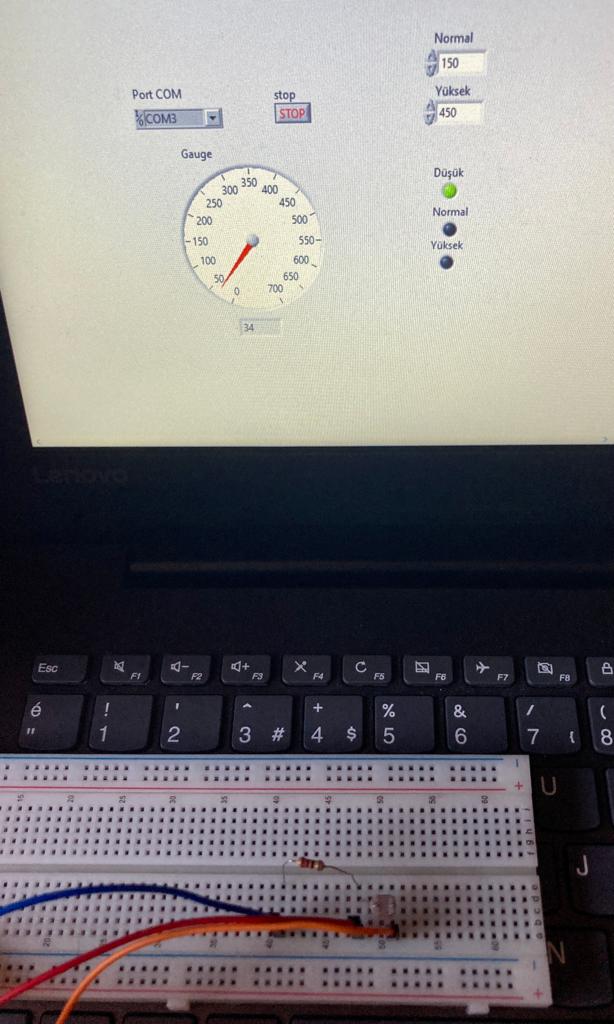 Normal
150
Port COM
stop
Yüksek
COM3
STOP
450
Gauge
0
50
100
150
200
250
300
350
400
450
500
550
600
650
700
34
Düşük
Normal
Yüksek
Lenovo
Esc F1 F2 F3 F4 F5 F6 F7 F8
é ! ' ^ + % & / (
" 1 2 3 # 4 $ 5 6 7 { 8
U
J
N